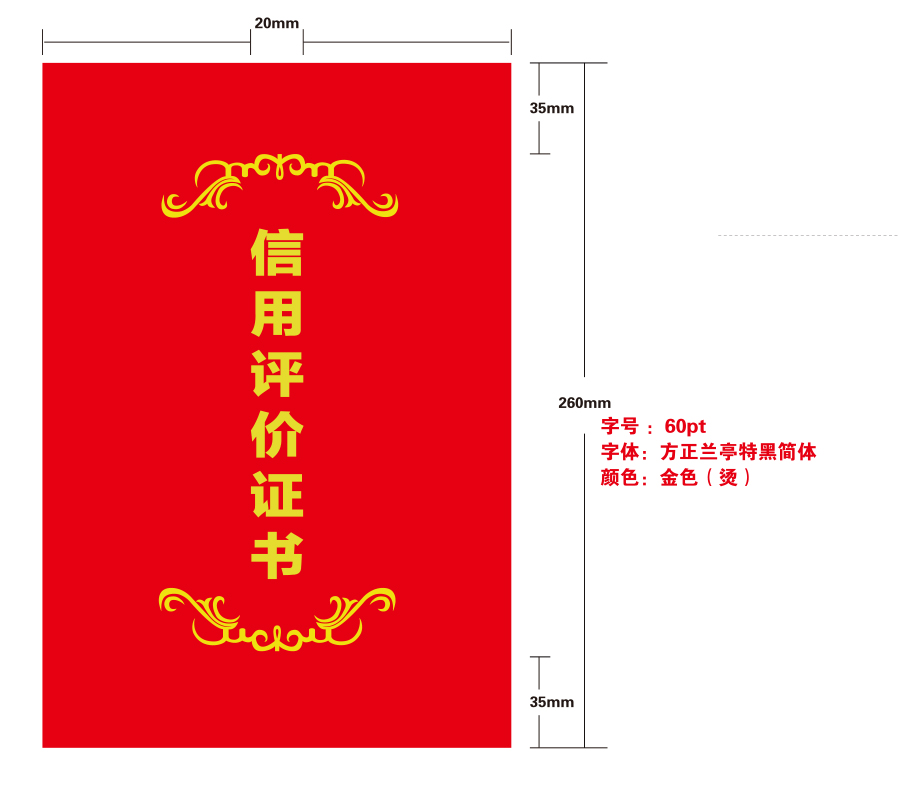 20mm
35mm
信用评价证书
260mm
字号：60pt
字体：方正兰亭特黑简体
颜色：金色（烫）
35mm